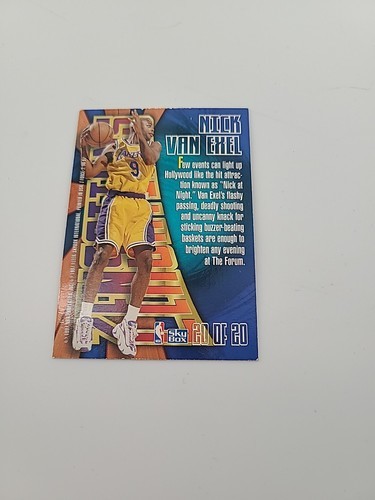 NICK
VAN EXEL
Few events can light up
Hollywood like the hit attrac-
tion known as "Nick at
Night." Van Exel's flashy
passing, deadly shooting
and uncanny knack for
sticking buzzer-beating
baskets are enough to
brighten any evening
at The Forum.
9
NBA
SkyBox
20 OF 20